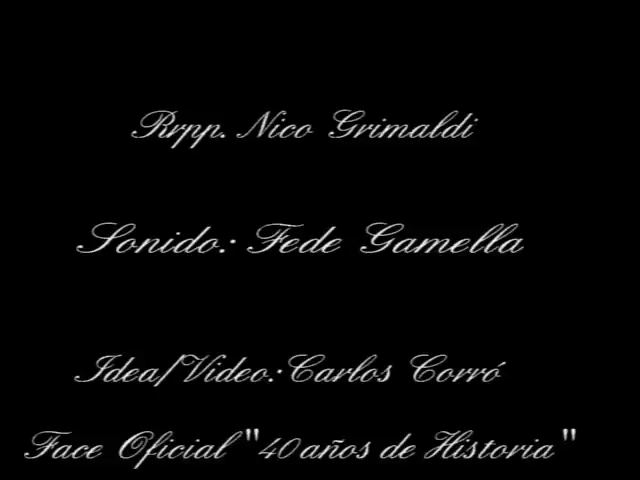 Rrpp. Nico Grimaldi
Sonido: Fede Gamella
Idea/Video: Carlos Corró
Face Oficial "40 años de Historia"